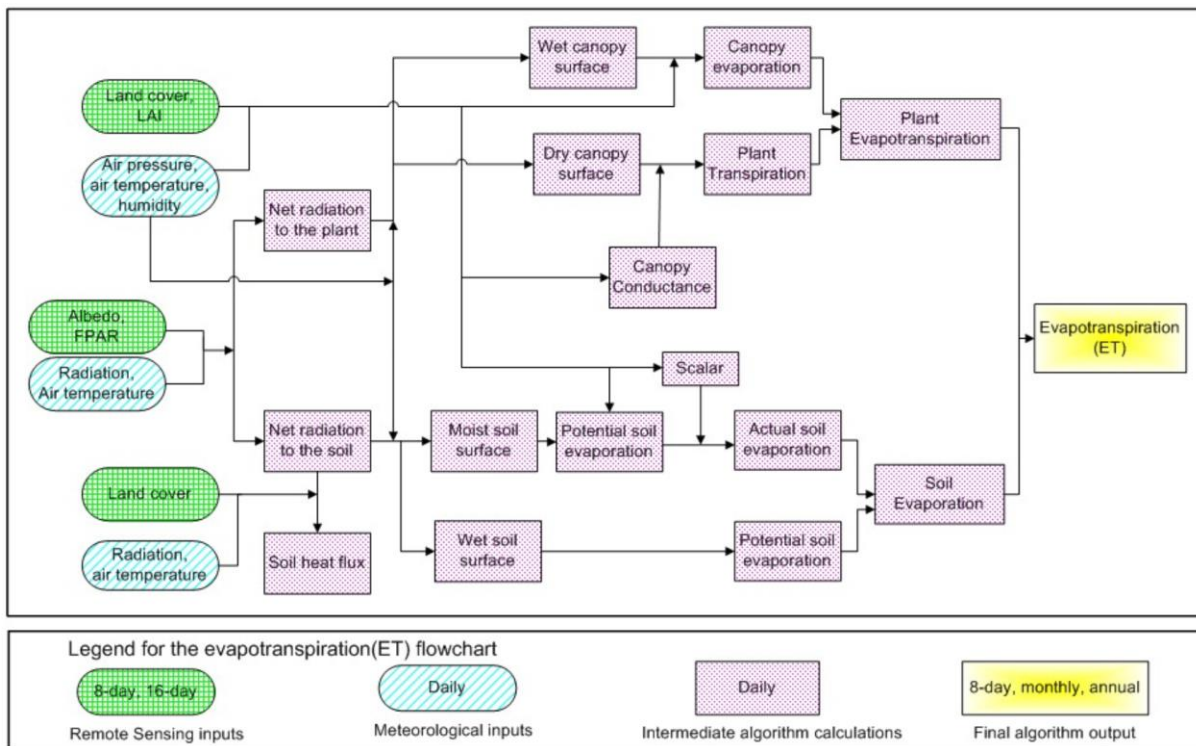 Wet canopy
surface
Canopy
evaporation
Land cover,
LAI
Plant
Evapotranspiration
Air pressure,
air temperature,
humidity
Dry canopy
surface
Plant
Transpiration
Net radiation
to the plant
Canopy
Conductance
Albedo,
FPAR
Evapotranspiration
(ET)
Radiation,
Air temperature
Scalar
Net radiation
to the soil
Moist soil
surface
Potential soil
evaporation
Actual soil
evaporation
Land cover
Soil
Evaporation
Radiation,
air temperature
Soil heat flux
Wet soil
surface
Potential soil
evaporation
Legend for the evapotranspiration(ET) flowchart
8-day, 16-day
Daily
Daily
8-day, monthly, annual
Remote Sensing inputs
Meteorological inputs
Intermediate algorithm calculations
Final algorithm output